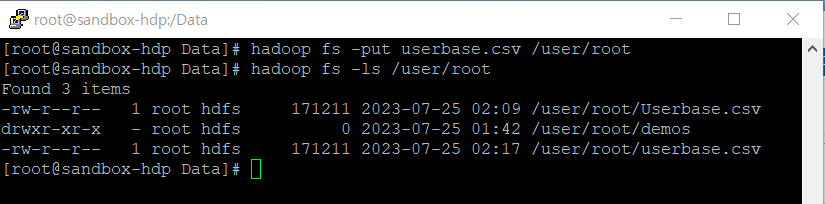 root@sandbox-hdp:/Data
[root@sandbox-hdp Data]# hadoop fs -put userbase.csv /user/root
[root@sandbox-hdp Data]# hadoop fs -ls /user/root
Found 3 items
-rw-r--r--   1 root hdfs     171211 2023-07-25 02:09 /user/root/Userbase.csv
drwxr-xr-x   - root hdfs          0 2023-07-25 01:42 /user/root/demos
-rw-r--r--   1 root hdfs     171211 2023-07-25 02:17 /user/root/userbase.csv
[root@sandbox-hdp Data]#